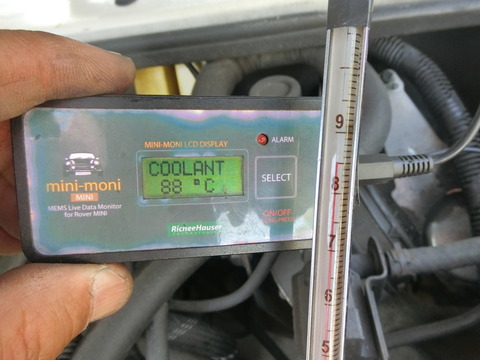 MINI-MONI LCD DISPLAY
ALARM
COOLANT
88 °C
SELECT
mini-moni
MINI
MEMS Live Data Monitor
for Rover MINI
ON/OFF
RicneeHauser
9
8
7
6
5